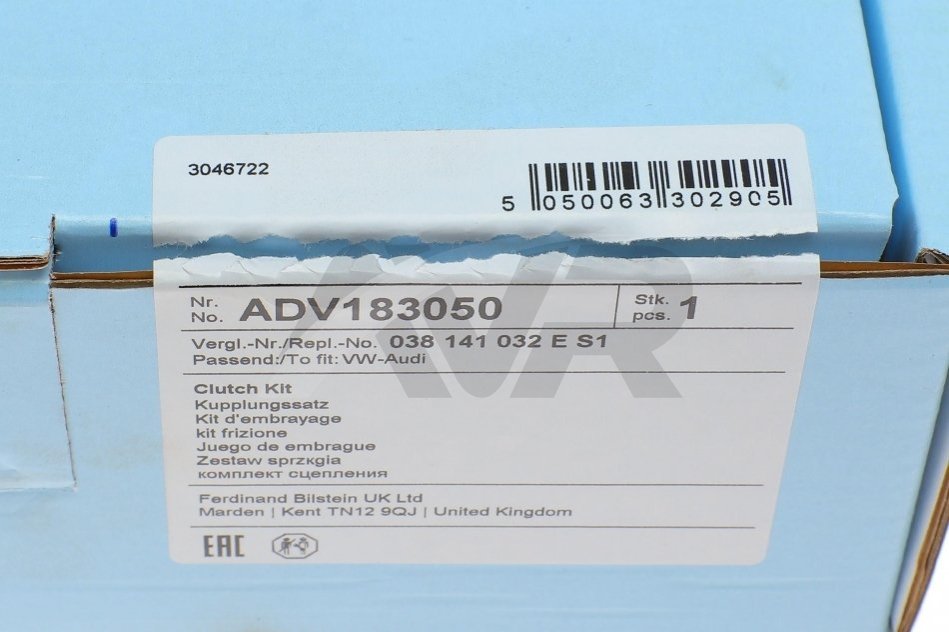 3046722
5 050063 302905
Nr.
No. ADV183050
Stk.
pcs. 1
Vergl.-Nr./Repl.-No. 038 141 032 E S1
Passend:/To fit: VW-Audi
Clutch Kit
Kupplungssatz
Kit d'embrayage
kit frizione
Juego de embrague
Zestaw sprzкgіa
комплект сцепления
Ferdinand Bilstein UK Ltd
Marden | Kent TN12 9QJ | United Kingdom
EAC
VR